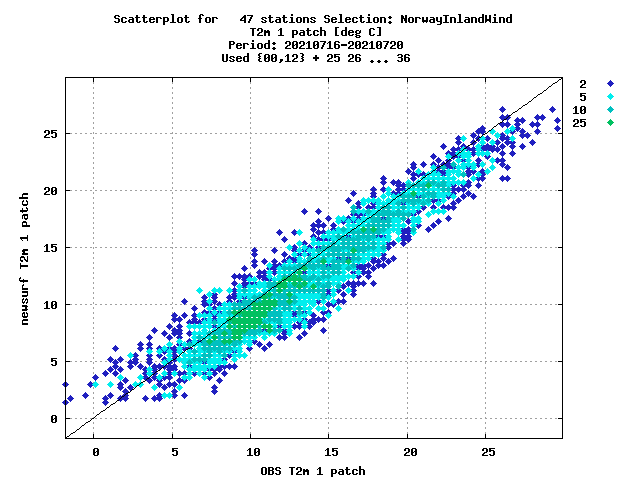 Scatterplot for   47 stations Selection: NorwayInlandWind
T2m 1 patch [deg C]
Period: 20210716-20210720
Used {00,12} + 25 26 ... 36
2
5
10
25
25
20
15
10
5
0
newsurf T2m 1 patch
0 5 10 15 20 25
OBS T2m 1 patch